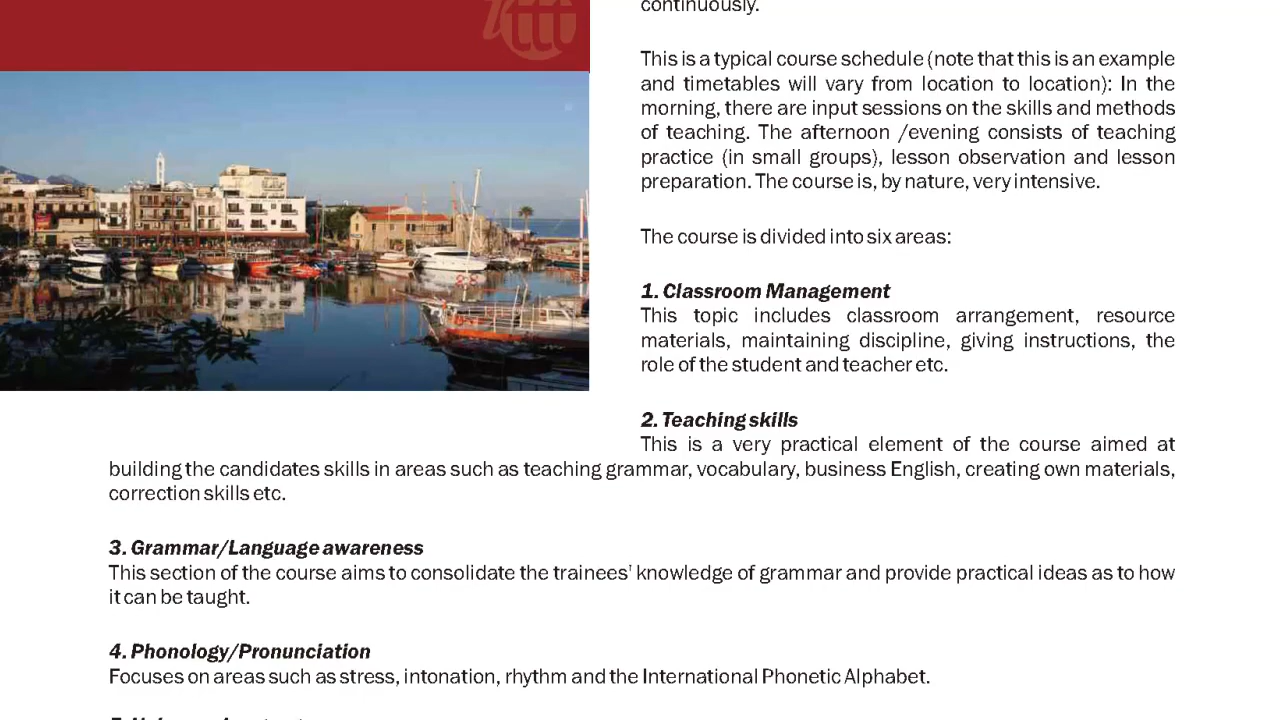 continuously.
This is a typical course schedule (note that this is an example
and timetables will vary from location to location): In the
morning, there are input sessions on the skills and methods
of teaching. The afternoon /evening consists of teaching
practice (in small groups), lesson observation and lesson
preparation. The course is, by nature, very intensive.
The course is divided into six areas:
1. Classroom Management
This topic includes classroom arrangement, resource
materials, maintaining discipline, giving instructions, the
role of the student and teacher etc.
2. Teaching skills
This is a very practical element of the course aimed at
building the candidates skills in areas such as teaching grammar, vocabulary, business English, creating own materials,
correction skills etc.
3. Grammar/Language awareness
This section of the course aims to consolidate the trainees' knowledge of grammar and provide practical ideas as to how
it can be taught.
4. Phonology/Pronunciation
Focuses on areas such as stress, intonation, rhythm and the International Phonetic Alphabet.